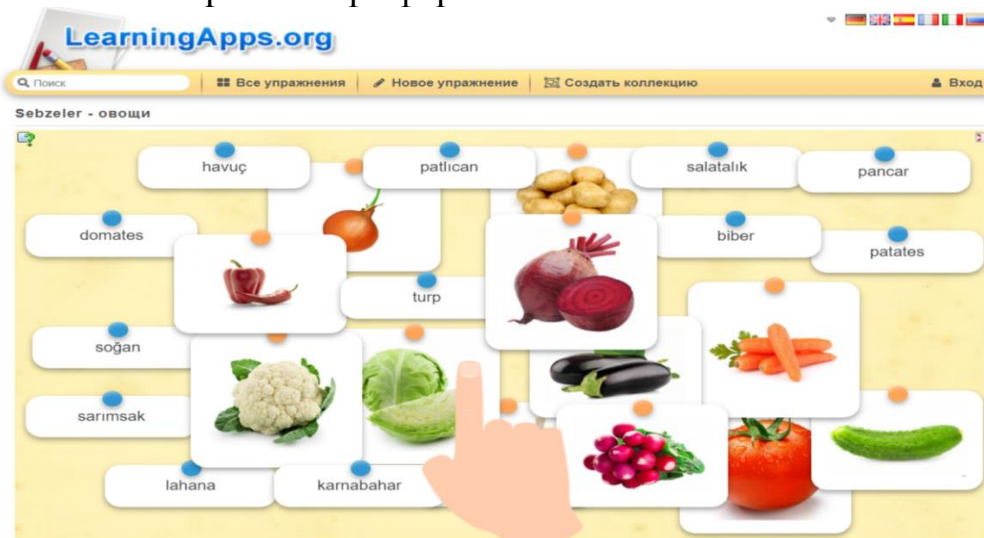 LearningApps.org
Поиск
Все упражнения
Новое упражнение
Создать коллекцию
Вход
Sebzeler - овощи
havuç
patlıcan
salatalık
pancar
domates
biber
patates
turp
soğan
sarımsak
lahana
karnabahar